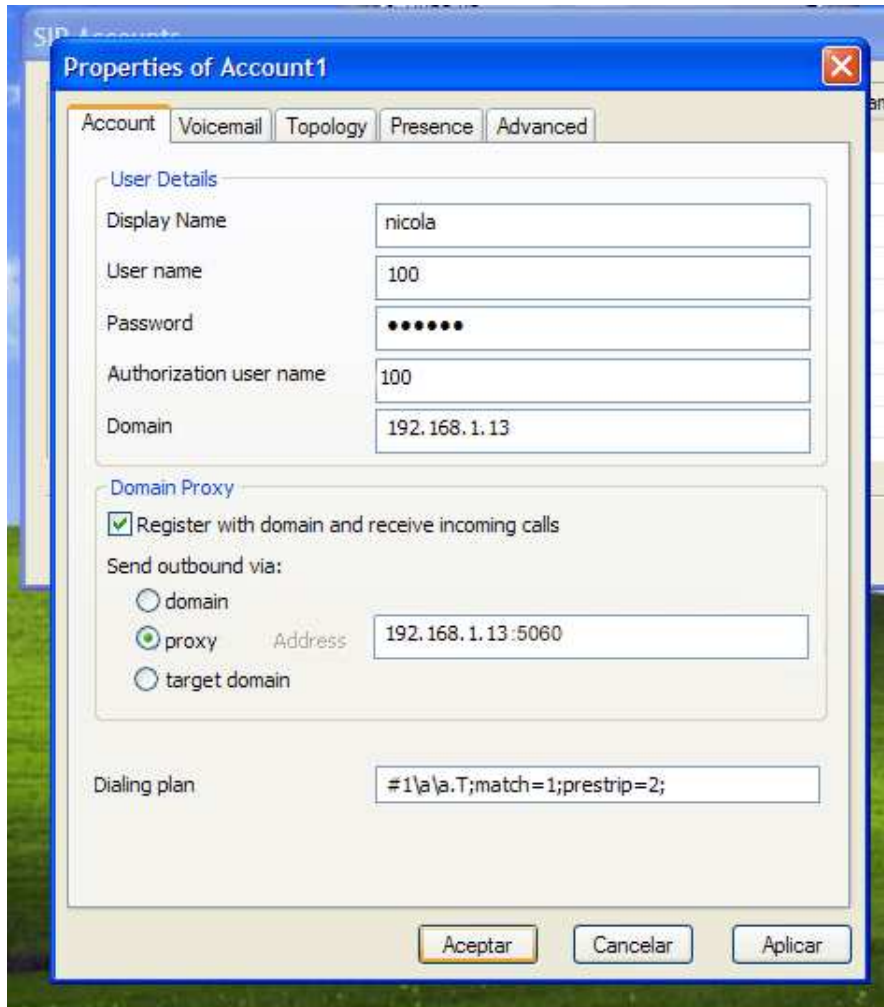 SIP Accounts
Properties of Account1
Account Voicemail Topology Presence Advanced
User Details
Display Name nicola
User name 100
Password ●●●●●●
Authorization user name 100
Domain 192.168.1.13
Domain Proxy
Register with domain and receive incoming calls
Send outbound via:
domain
proxy Address 192.168.1.13:5060
target domain
Dialing plan #1\a\a.T;match=1;prestrip=2;
Aceptar Cancelar Aplicar